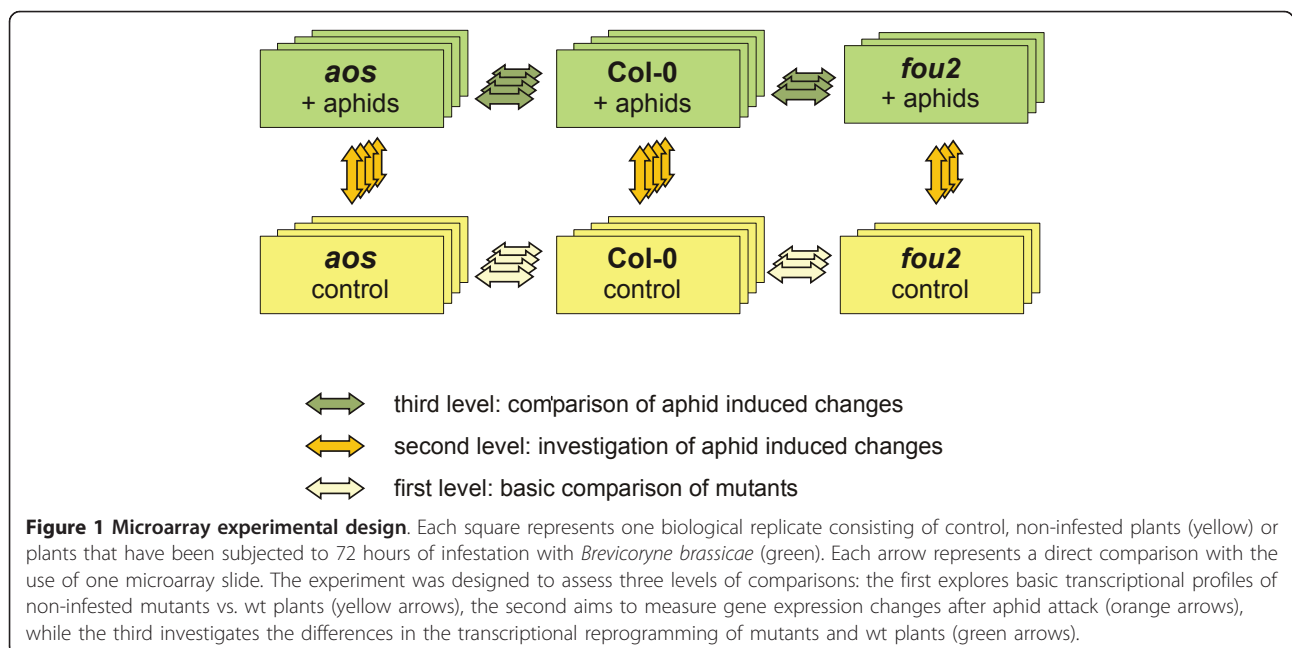 aos
+ aphids
Col-0
+ aphids
fou2
+ aphids
aos
control
Col-0
control
fou2
control
third level: comparison of aphid induced changes
second level: investigation of aphid induced changes
first level: basic comparison of mutants
Figure 1 Microarray experimental design. Each square represents one biological replicate consisting of control, non-infested plants (yellow) or
plants that have been subjected to 72 hours of infestation with Brevicoryne brassicae (green). Each arrow represents a direct comparison with the
use of one microarray slide. The experiment was designed to assess three levels of comparisons: the first explores basic transcriptional profiles of
non-infested mutants vs. wt plants (yellow arrows), the second aims to measure gene expression changes after aphid attack (orange arrows),
while the third investigates the differences in the transcriptional reprogramming of mutants and wt plants (green arrows).